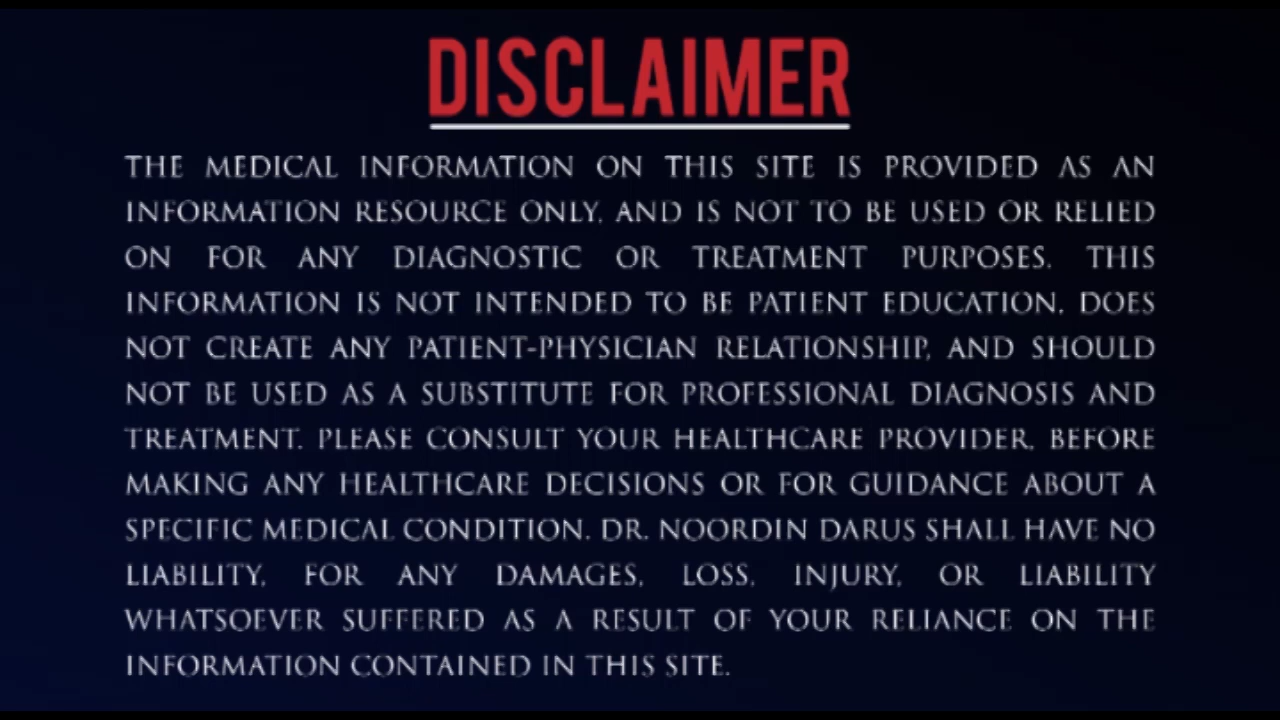 DISCLAIMER
THE MEDICAL INFORMATION ON THIS SITE IS PROVIDED AS AN
INFORMATION RESOURCE ONLY, AND IS NOT TO BE USED OR RELIED
ON FOR ANY DIAGNOSTIC OR TREATMENT PURPOSES. THIS
INFORMATION IS NOT INTENDED TO BE PATIENT EDUCATION, DOES
NOT CREATE ANY PATIENT-PHYSICIAN RELATIONSHIP, AND SHOULD
NOT BE USED AS A SUBSTITUTE FOR PROFESSIONAL DIAGNOSIS AND
TREATMENT. PLEASE CONSULT YOUR HEALTHCARE PROVIDER, BEFORE
MAKING ANY HEALTHCARE DECISIONS OR FOR GUIDANCE ABOUT A
SPECIFIC MEDICAL CONDITION. DR. NOORDIN DARUS SHALL HAVE NO
LIABILITY, FOR ANY DAMAGES, LOSS, INJURY, OR LIABILITY
WHATSOEVER SUFFERED AS A RESULT OF YOUR RELIANCE ON THE
INFORMATION CONTAINED IN THIS SITE.